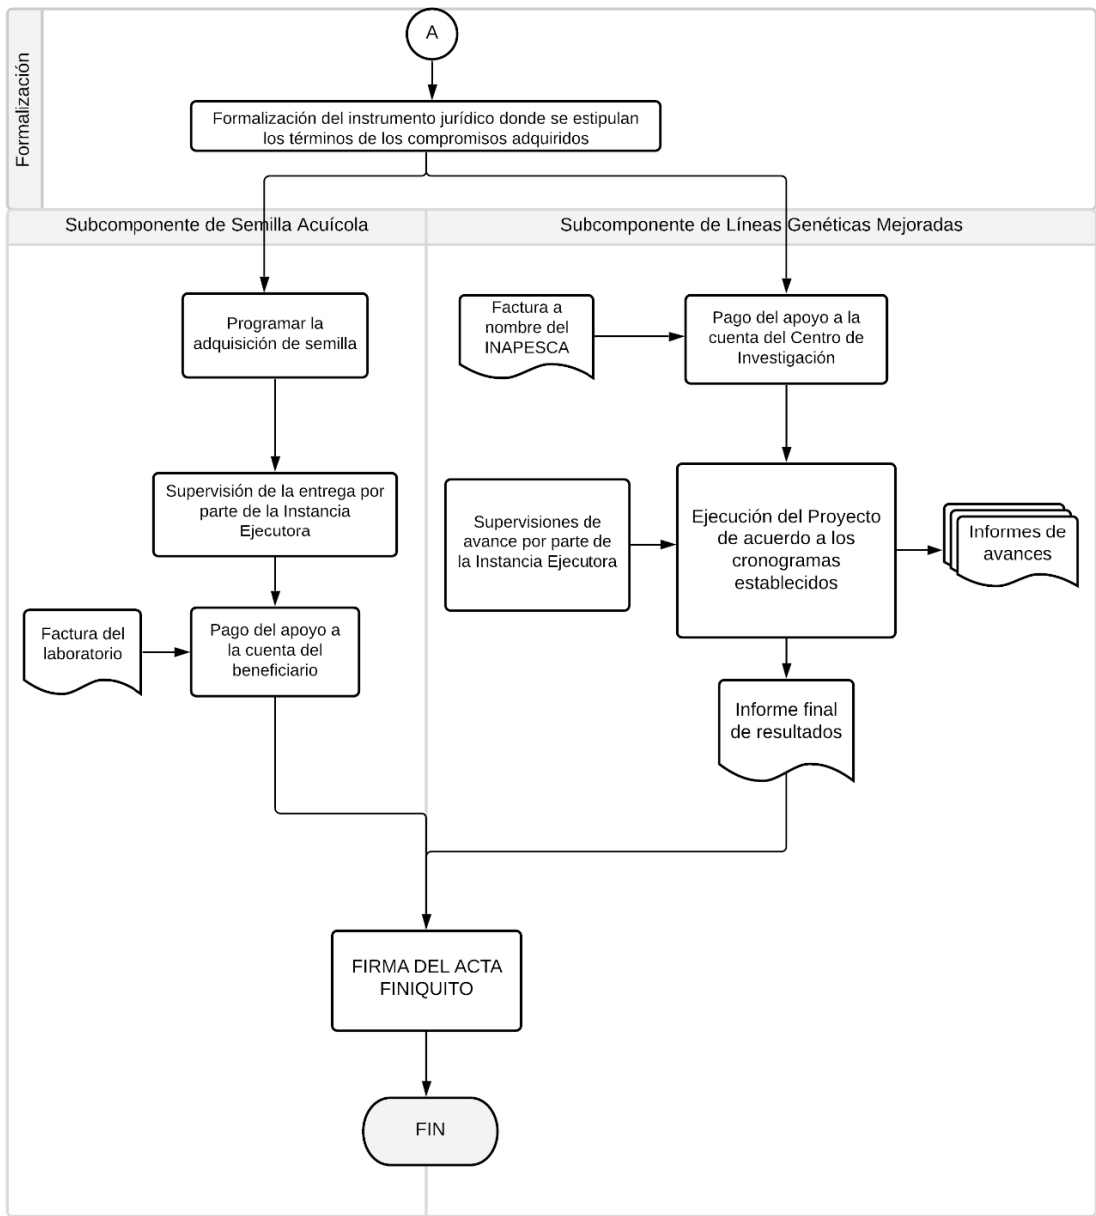 A
Formalización
Formalización del instrumento jurídico donde se estipulan
los términos de los compromisos adquiridos
Subcomponente de Semilla Acuícola
Subcomponente de Líneas Genéticas Mejoradas
Programar la
adquisición de semilla
Supervisión de la entrega por
parte de la Instancia
Ejecutora
Factura del
laboratorio
Pago del apoyo a
la cuenta del
beneficiario
Factura a
nombre del
INAPESCA
Pago del apoyo a la
cuenta del Centro de
Investigación
Supervisiones de
avance por parte de
la Instancia Ejecutora
Ejecución del Proyecto
de acuerdo a los
cronogramas
establecidos
Informes de
avances
Informe final
de resultados
FIRMA DEL ACTA
FINIQUITO
FIN